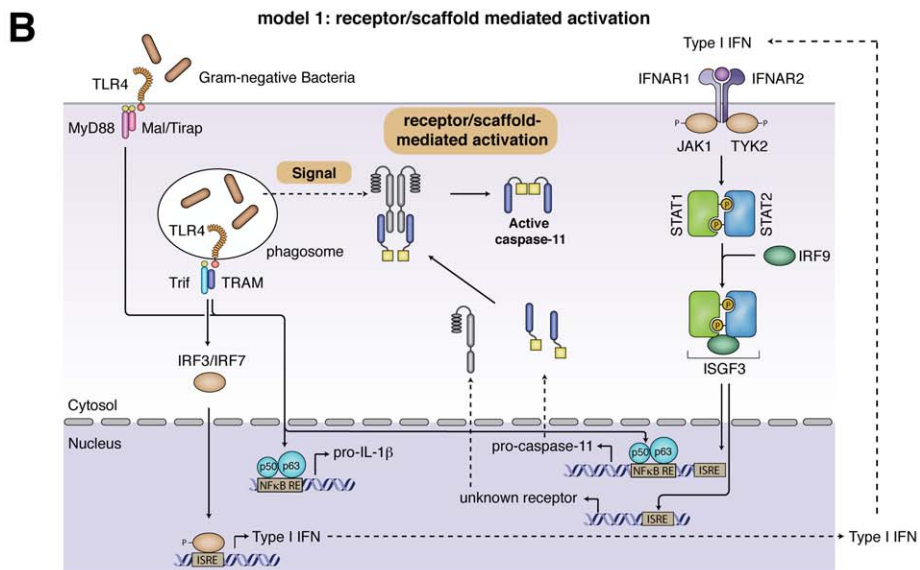 B
model 1: receptor/scaffold mediated activation
TLR4
Gram-negative Bacteria
MyD88
Mal/Tirap
receptor/scaffold-
mediated activation
Signal
TLR4
phagosome
Trif
TRAM
Active
caspase-11
IRF3/IRF7
Type I IFN
IFNAR1
IFNAR2
P
P
JAK1
TYK2
STAT1
P
P
STAT2
IRF9
P
P
ISGF3
Cytosol
Nucleus
p50
p63
NFκB RE
pro-IL-1β
pro-caspase-11
p50
p63
NFκB RE
ISRE
unknown receptor
ISRE
P
ISRE
Type I IFN
Type I IFN